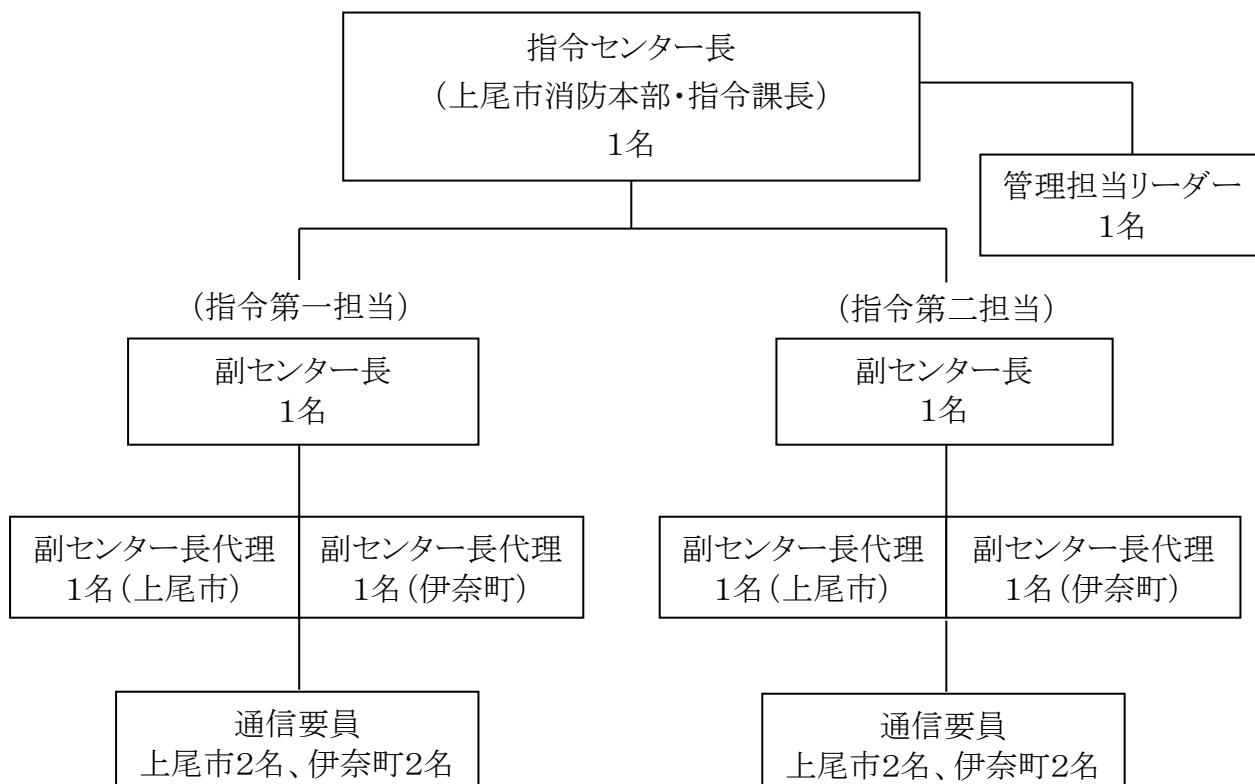 指令センター長
（上尾市消防本部・指令課長）
1名
管理担当リーダー
1名
（指令第一担当）
（指令第二担当）
副センター長
1名
副センター長
1名
副センター長代理
1名（上尾市）
副センター長代理
1名（伊奈町）
副センター長代理
1名（上尾市）
副センター長代理
1名（伊奈町）
通信要員
上尾市2名、伊奈町2名
通信要員
上尾市2名、伊奈町2名